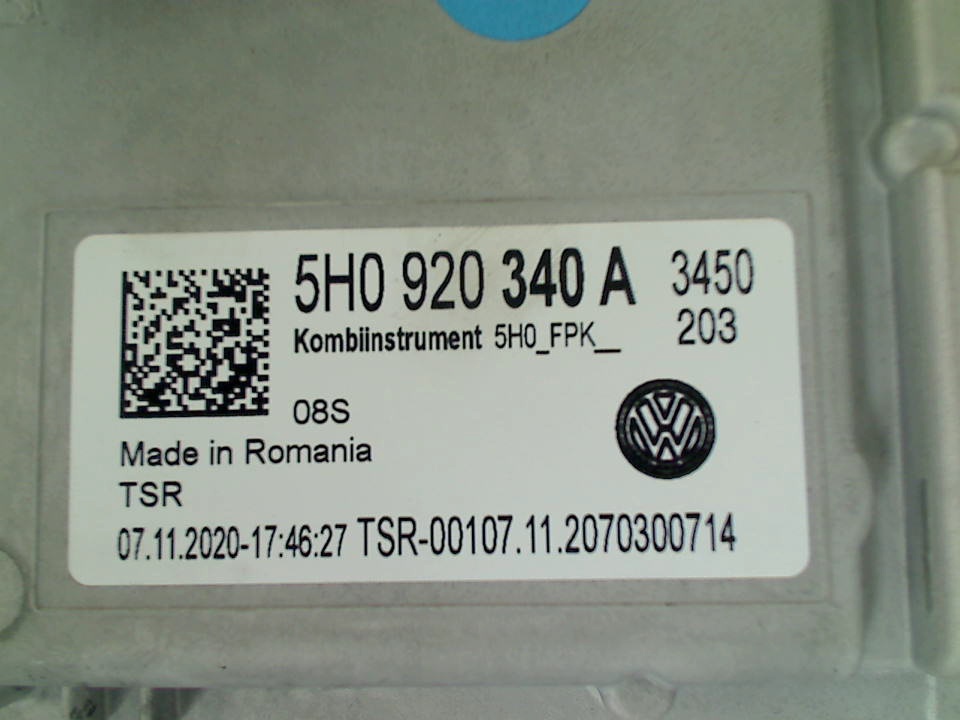 5H0 920 340 A 3450
Kombiinstrument 5H0_FPK__ 203
08S
Made in Romania
TSR
07.11.2020-17:46:27 TSR-00107.11.2070300714